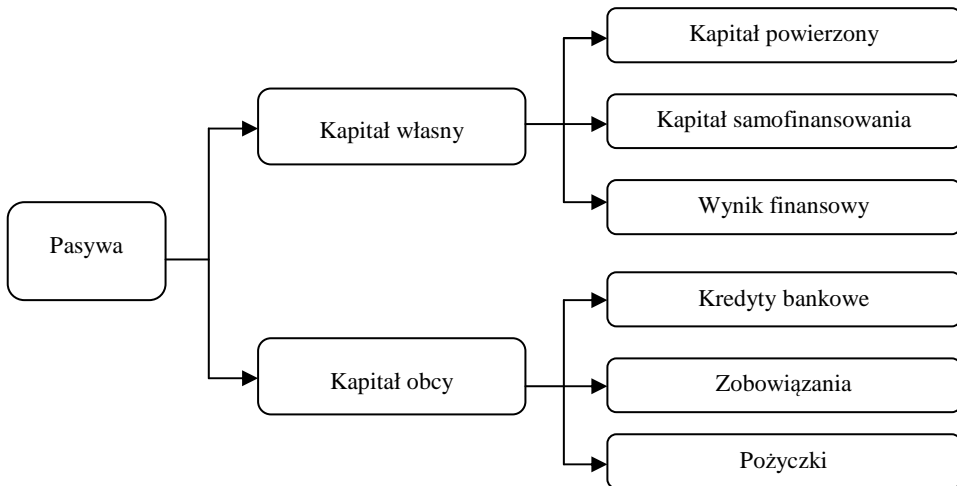 Pasywa
Kapitał własny
Kapitał powierzony
Kapitał samofinansowania
Wynik finansowy
Kapitał obcy
Kredyty bankowe
Zobowiązania
Pożyczki